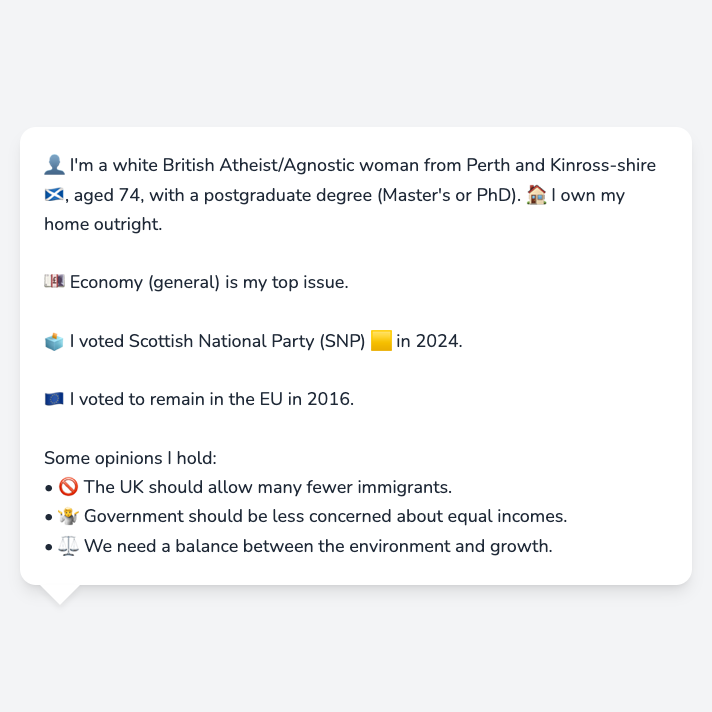 👤 I'm a white British Atheist/Agnostic woman from Perth and Kinross-shire
🏴󠁧󠁢󠁳󠁣󠁴󠁿, aged 74, with a postgraduate degree (Master's or PhD). 🏠 I own my
home outright.
💷 Economy (general) is my top issue.
🗳️ I voted Scottish National Party (SNP) 🟨 in 2024.
🇪🇺 I voted to remain in the EU in 2016.
Some opinions I hold:
• 🚫 The UK should allow many fewer immigrants.
• 🤷 Government should be less concerned about equal incomes.
• ⚖️ We need a balance between the environment and growth.